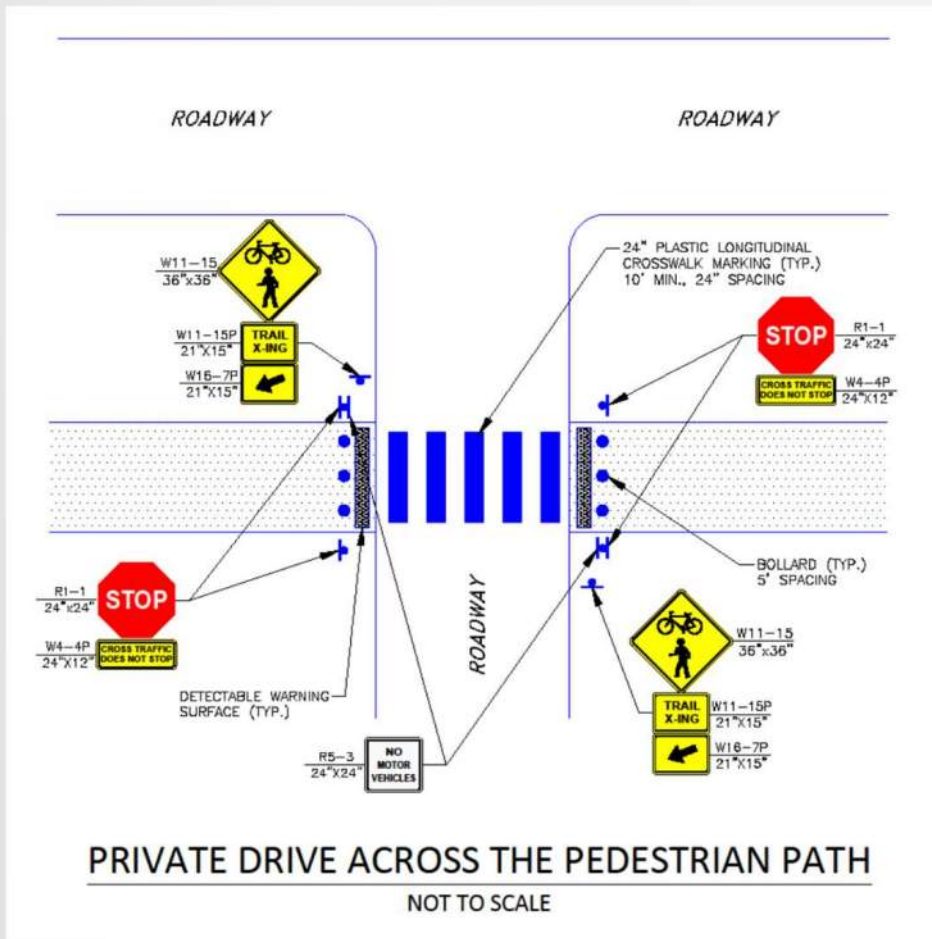 ROADWAY
ROADWAY
W11-15
36"x36"
W11-15P
21"X15"
TRAIL
X-ING
W16-7P
21"X15"
24" PLASTIC LONGITUDINAL
CROSSWALK MARKING (TYP.)
10' MIN., 24" SPACING
STOP
R1-1
24"x24"
CROSS TRAFFIC
DOES NOT STOP
W4-4P
24"X12"
R1-1
24"x24"
STOP
W4-4P
24"X12"
CROSS TRAFFIC
DOES NOT STOP
DETECTABLE WARNING
SURFACE (TYP.)
ROADWAY
BOLLARD (TYP.)
5' SPACING
W11-15
36"x36"
TRAIL
X-ING
W11-15P
21"X15"
W16-7P
21"X15"
R5-3
24"X24"
NO
MOTOR
VEHICLES
PRIVATE DRIVE ACROSS THE PEDESTRIAN PATH
NOT TO SCALE